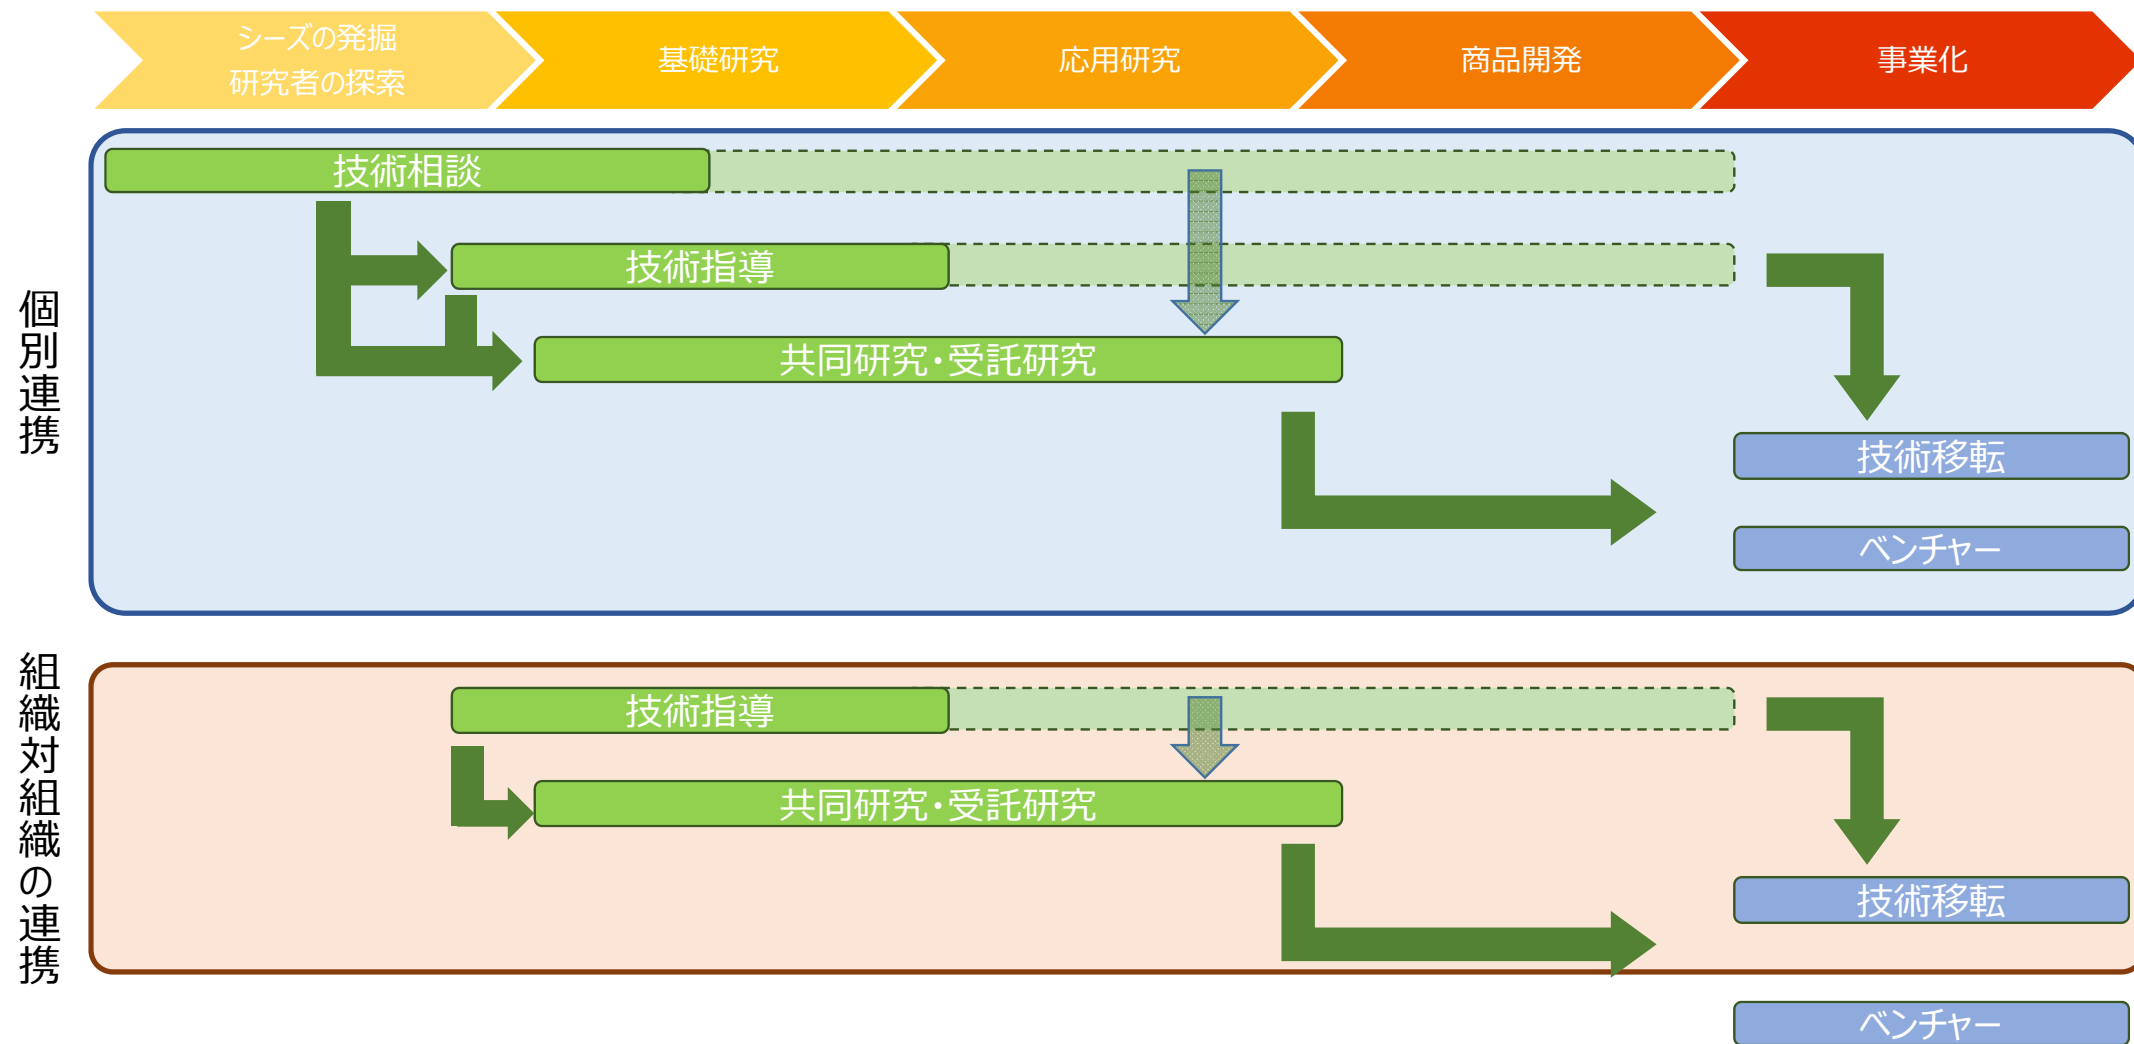 シーズの発掘
研究者の探索
基礎研究
応用研究
商品開発
事業化
個別連携
技術相談
技術指導
共同研究・受託研究
技術移転
ベンチャー
組織対組織の連携
技術指導
共同研究・受託研究
技術移転
ベンチャー